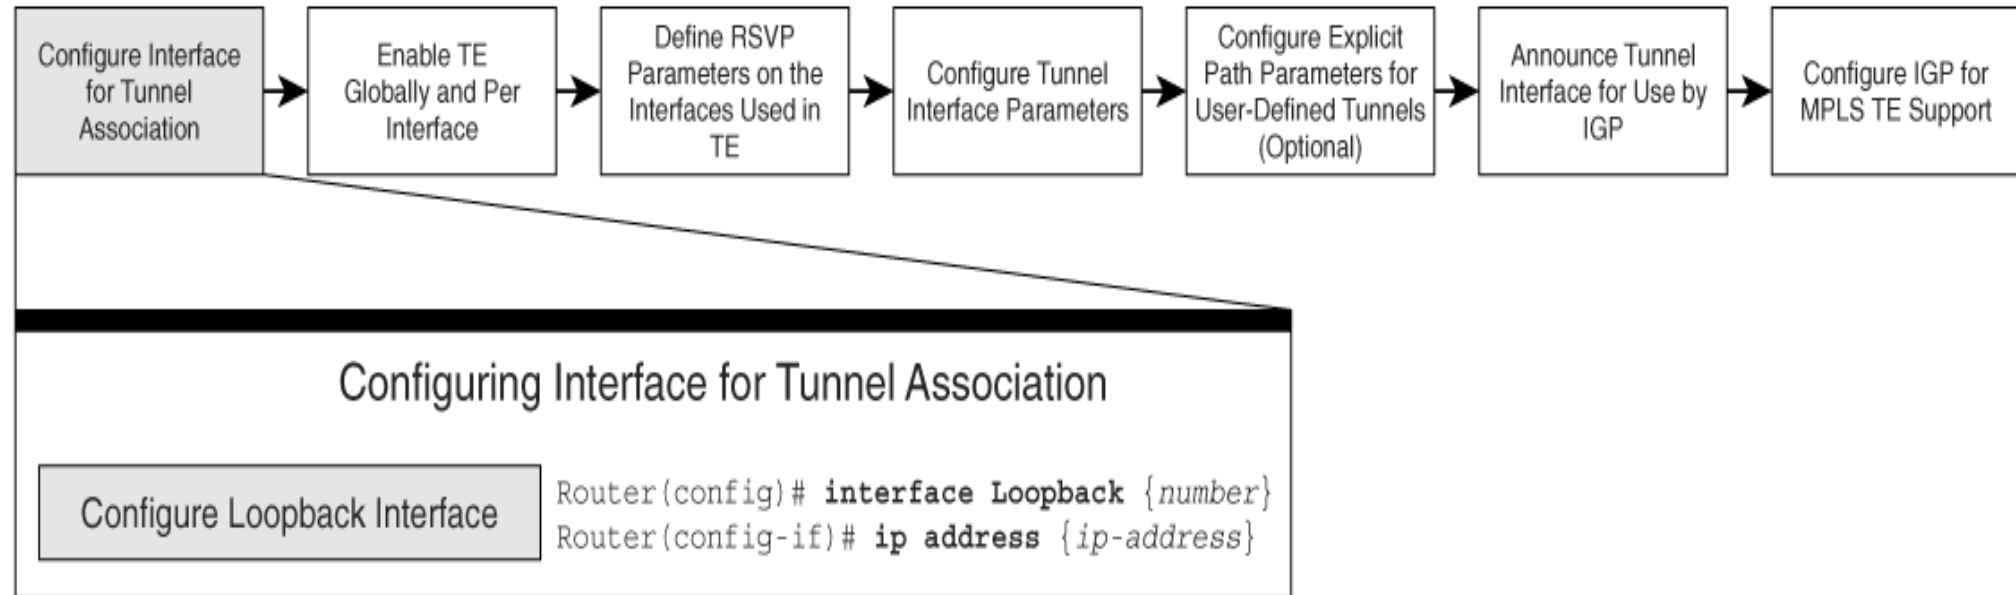 Configure Interface
for Tunnel
Association
Enable TE
Globally and Per
Interface
Define RSVP
Parameters on the
Interfaces Used in
TE
Configure Tunnel
Interface Parameters
Configure Explicit
Path Parameters for
User-Defined Tunnels
(Optional)
Announce Tunnel
Interface for Use by
IGP
Configure IGP for
MPLS TE Support
Configuring Interface for Tunnel Association
Configure Loopback Interface
Router(config)# interface Loopback {number}
Router(config-if)# ip address {ip-address}